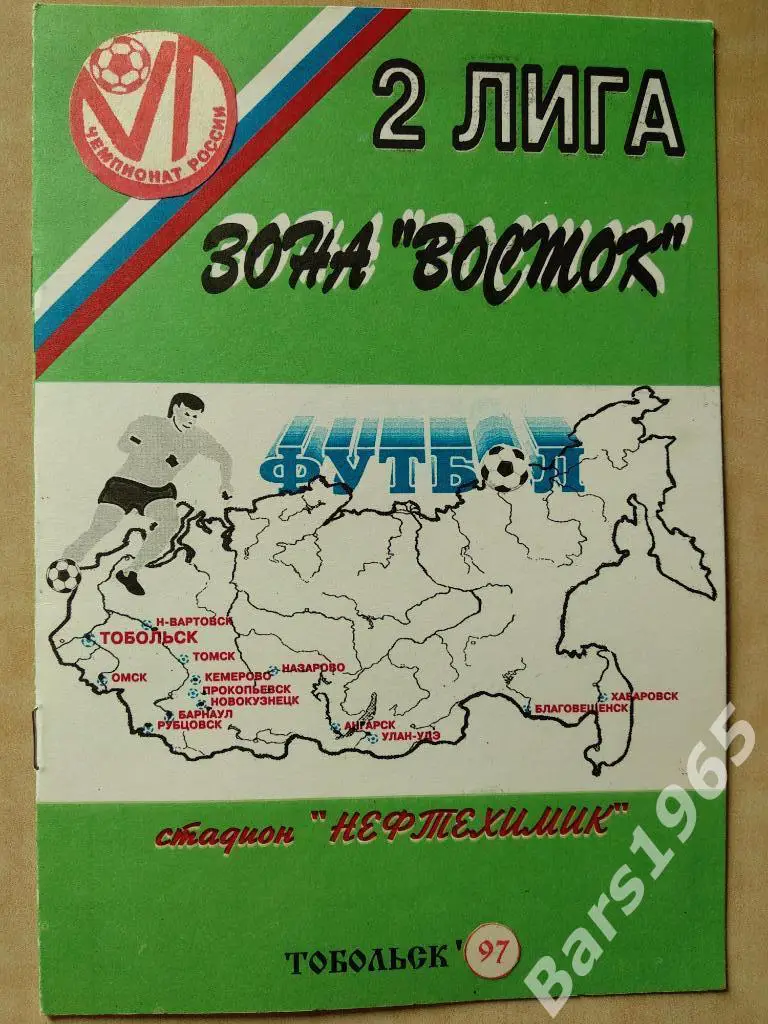 VI
ЧЕМПИОНАТ РОССИИ
2 ЛИГА
ЗОНА "ВОСТОК"
ФУТБОЛ
Н-ВАРТОВСК
ТОБОЛЬСК
ТОМСК
НАЗАРОВО
ОМСК
КЕМЕРОВО
ПРОКОПЬЕВСК
НОВОКУЗНЕЦК
ХАБАРОВСК
БЛАГОВЕЩЕНСК
БАРНАУЛ
РУБЦОВСК
АНГАРСК
УЛАН-УДЭ
стадион "НЕФТЕХИМИК"
ТОБОЛЬСК '97
Bars1965